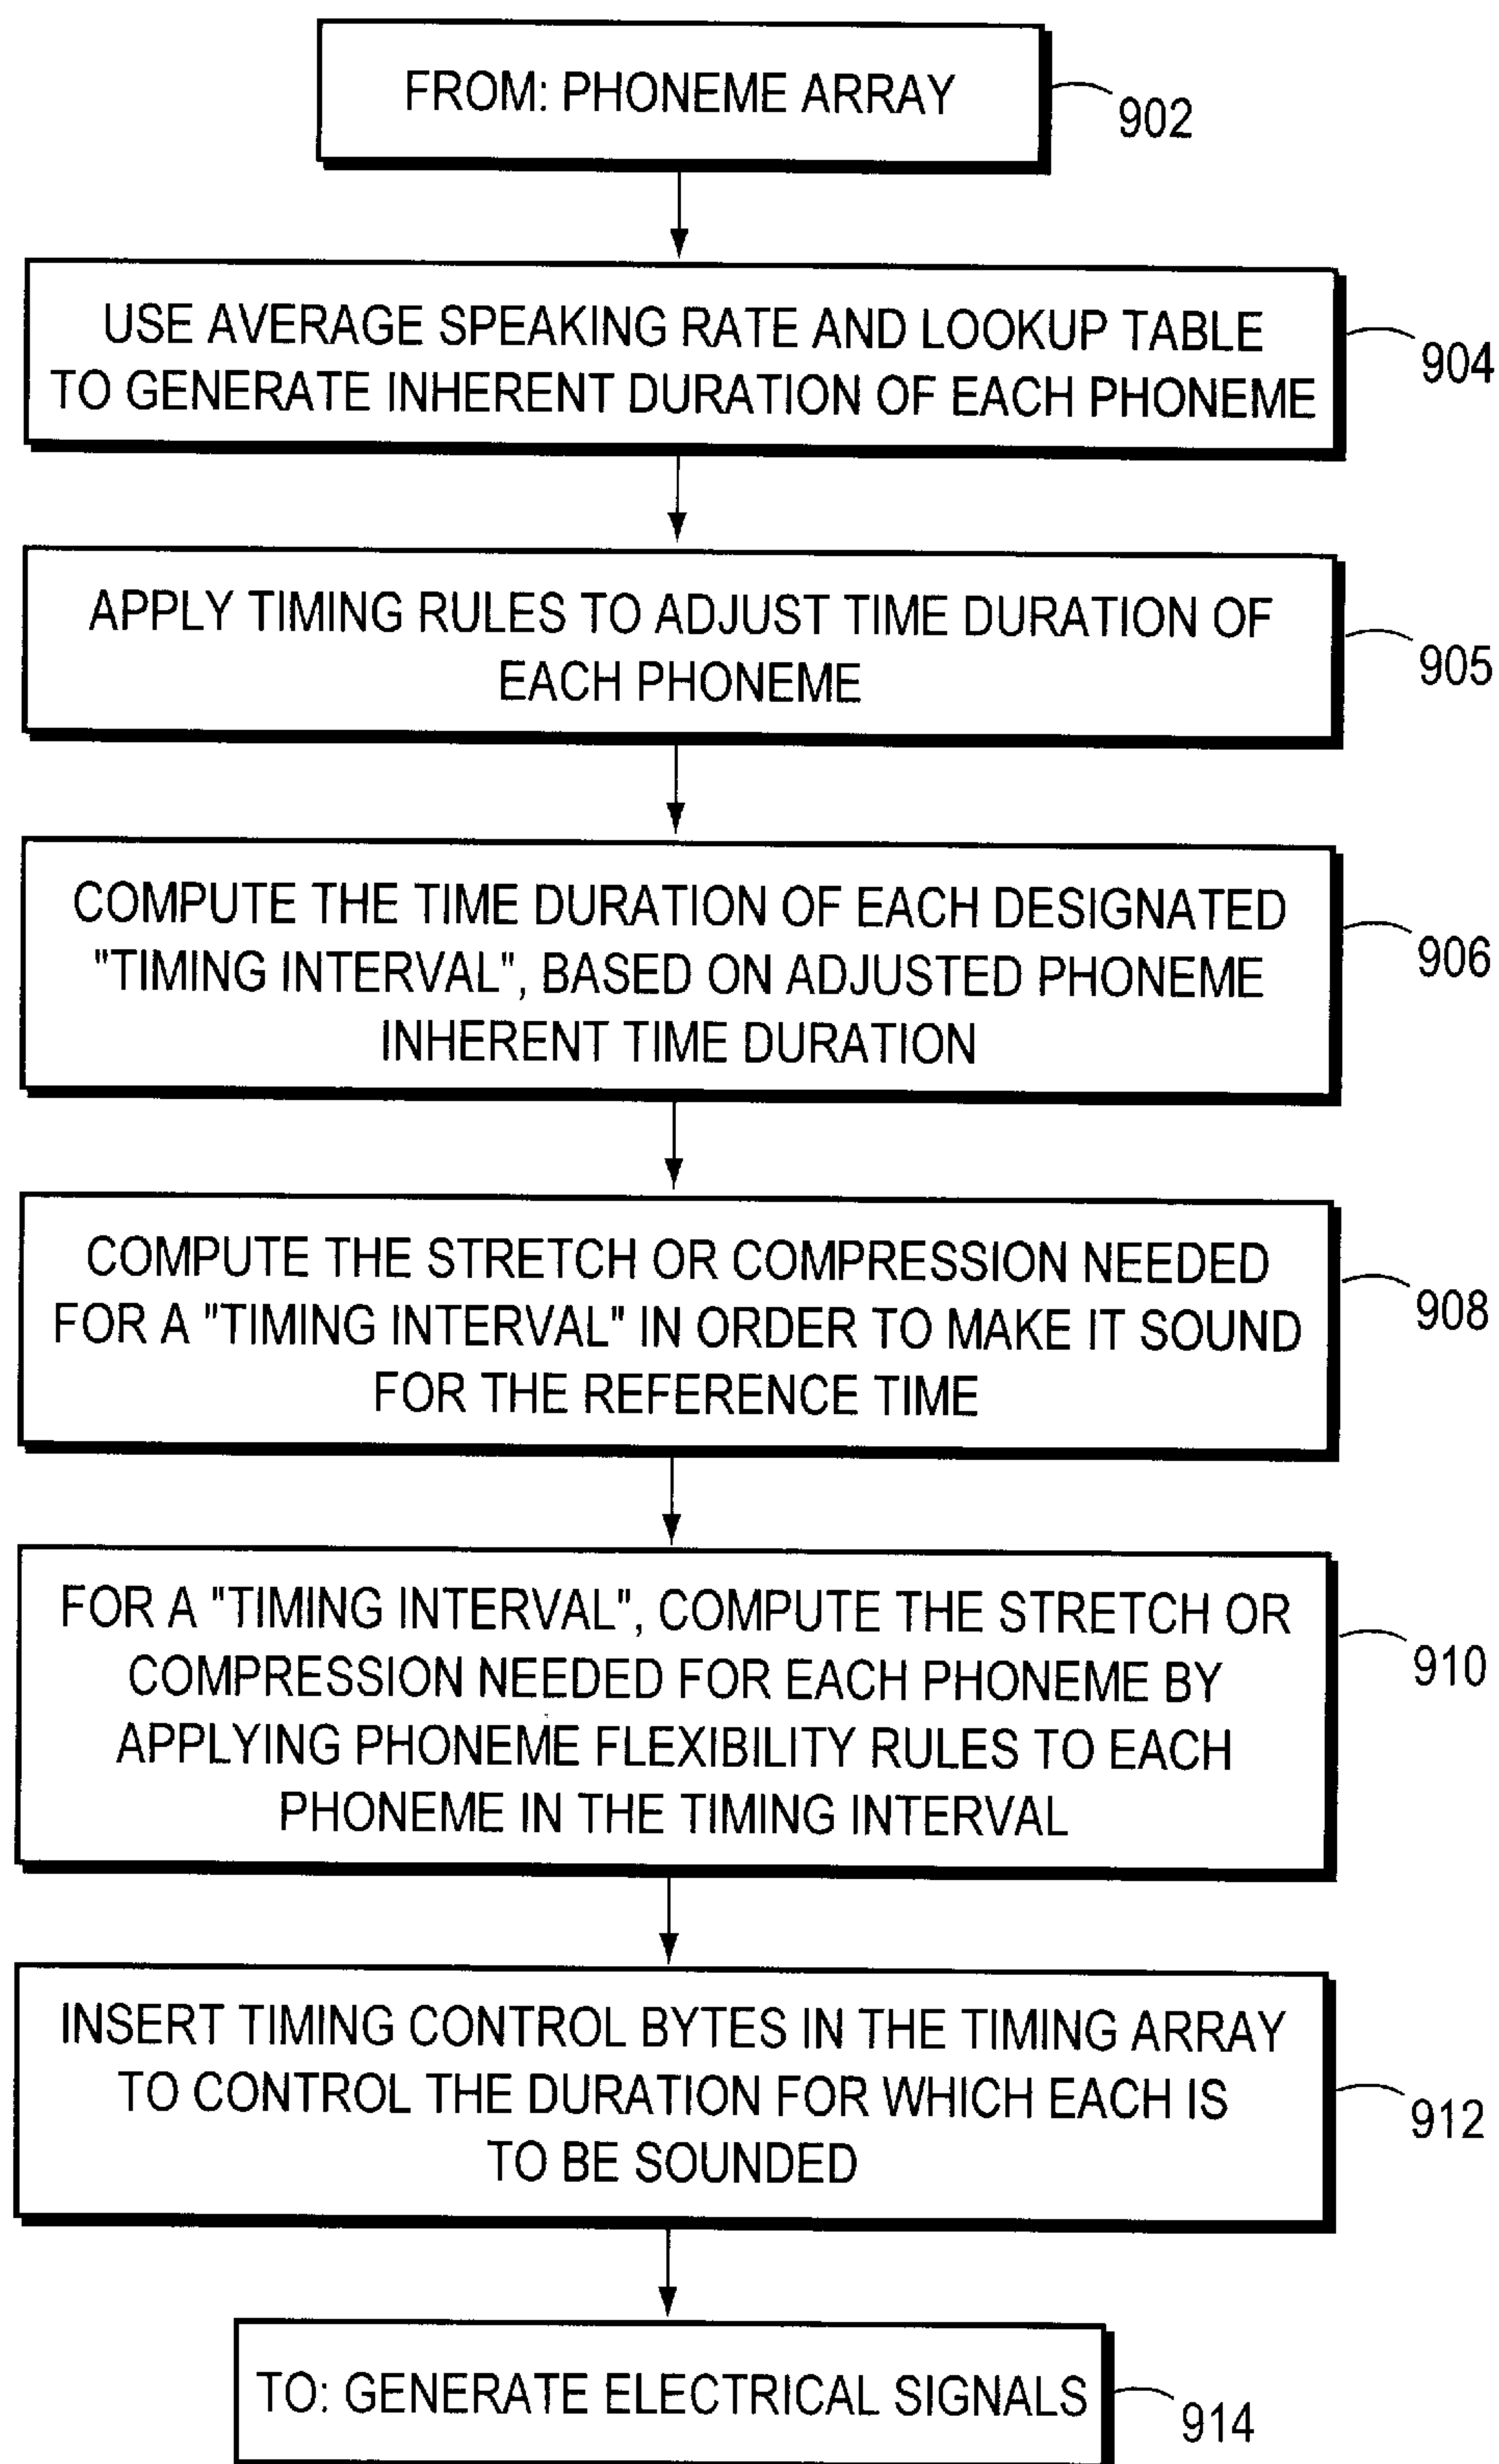 FROM: PHONEME ARRAY
902
USE AVERAGE SPEAKING RATE AND LOOKUP TABLE
TO GENERATE INHERENT DURATION OF EACH PHONEME
904
APPLY TIMING RULES TO ADJUST TIME DURATION OF
EACH PHONEME
905
COMPUTE THE TIME DURATION OF EACH DESIGNATED
"TIMING INTERVAL", BASED ON ADJUSTED PHONEME
INHERENT TIME DURATION
906
COMPUTE THE STRETCH OR COMPRESSION NEEDED
FOR A "TIMING INTERVAL" IN ORDER TO MAKE IT SOUND
FOR THE REFERENCE TIME
908
FOR A "TIMING INTERVAL", COMPUTE THE STRETCH OR
COMPRESSION NEEDED FOR EACH PHONEME BY
APPLYING PHONEME FLEXIBILITY RULES TO EACH
PHONEME IN THE TIMING INTERVAL
910
INSERT TIMING CONTROL BYTES IN THE TIMING ARRAY
TO CONTROL THE DURATION FOR WHICH EACH IS
TO BE SOUNDED
912
TO: GENERATE ELECTRICAL SIGNALS
914